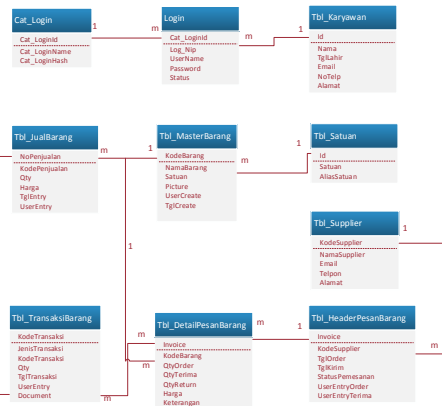 Cat_Login
Cat_LoginId
Cat_LoginName
Cat_LoginHash
1
m
Login
Cat_Loginid
Log_Nip
UserName
Password
Status
m
1
Tbl_Karyawan
Id
Nama
TglLahir
Email
NoTelp
Alamat
Tbl_JualBarang
NoPenjualan
KodePenjualan
Qty
Harga
TglEntry
UserEntry
m
1
Tbl_MasterBarang
KodeBarang
NamaBarang
Satuan
Picture
UserCreate
TglCreate
m
1
Tbl_Satuan
Id
Satuan
AliasSatuan
1
Tbl_Supplier
KodeSupplier
NamaSupplier
Email
Telpon
Alamat
1
Tbl_TransaksiBarang
KodeTransaksi
JenisTransaksi
KodeTransaksi
Qty
TglTransaksi
UserEntry
Document
m
m
m
Tbl_DetailPesanBarang
Invoice
KodeBarang
QtyOrder
QtyTerima
QtyReturn
Harga
Keterangan
m
1
Tbl_HeaderPesanBarang
Invoice
KodeSupplier
TglOrder
TglKirim
StatusPemesanan
UserEntryOrder
UserEntryTerima
m